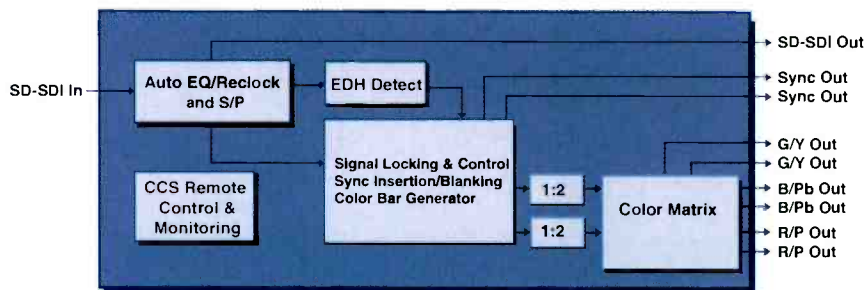 SD-SDI In
Auto EQ/Reclock
and S/P
EDH Detect
Signal Locking & Control
Sync Insertion/Blanking
Color Bar Generator
CCS Remote
Control &
Monitoring
1:2
1:2
Color Matrix
SD-SDI Out
Sync Out
Sync Out
G/Y Out
G/Y Out
B/Pb Out
B/Pb Out
R/P Out
R/P Out